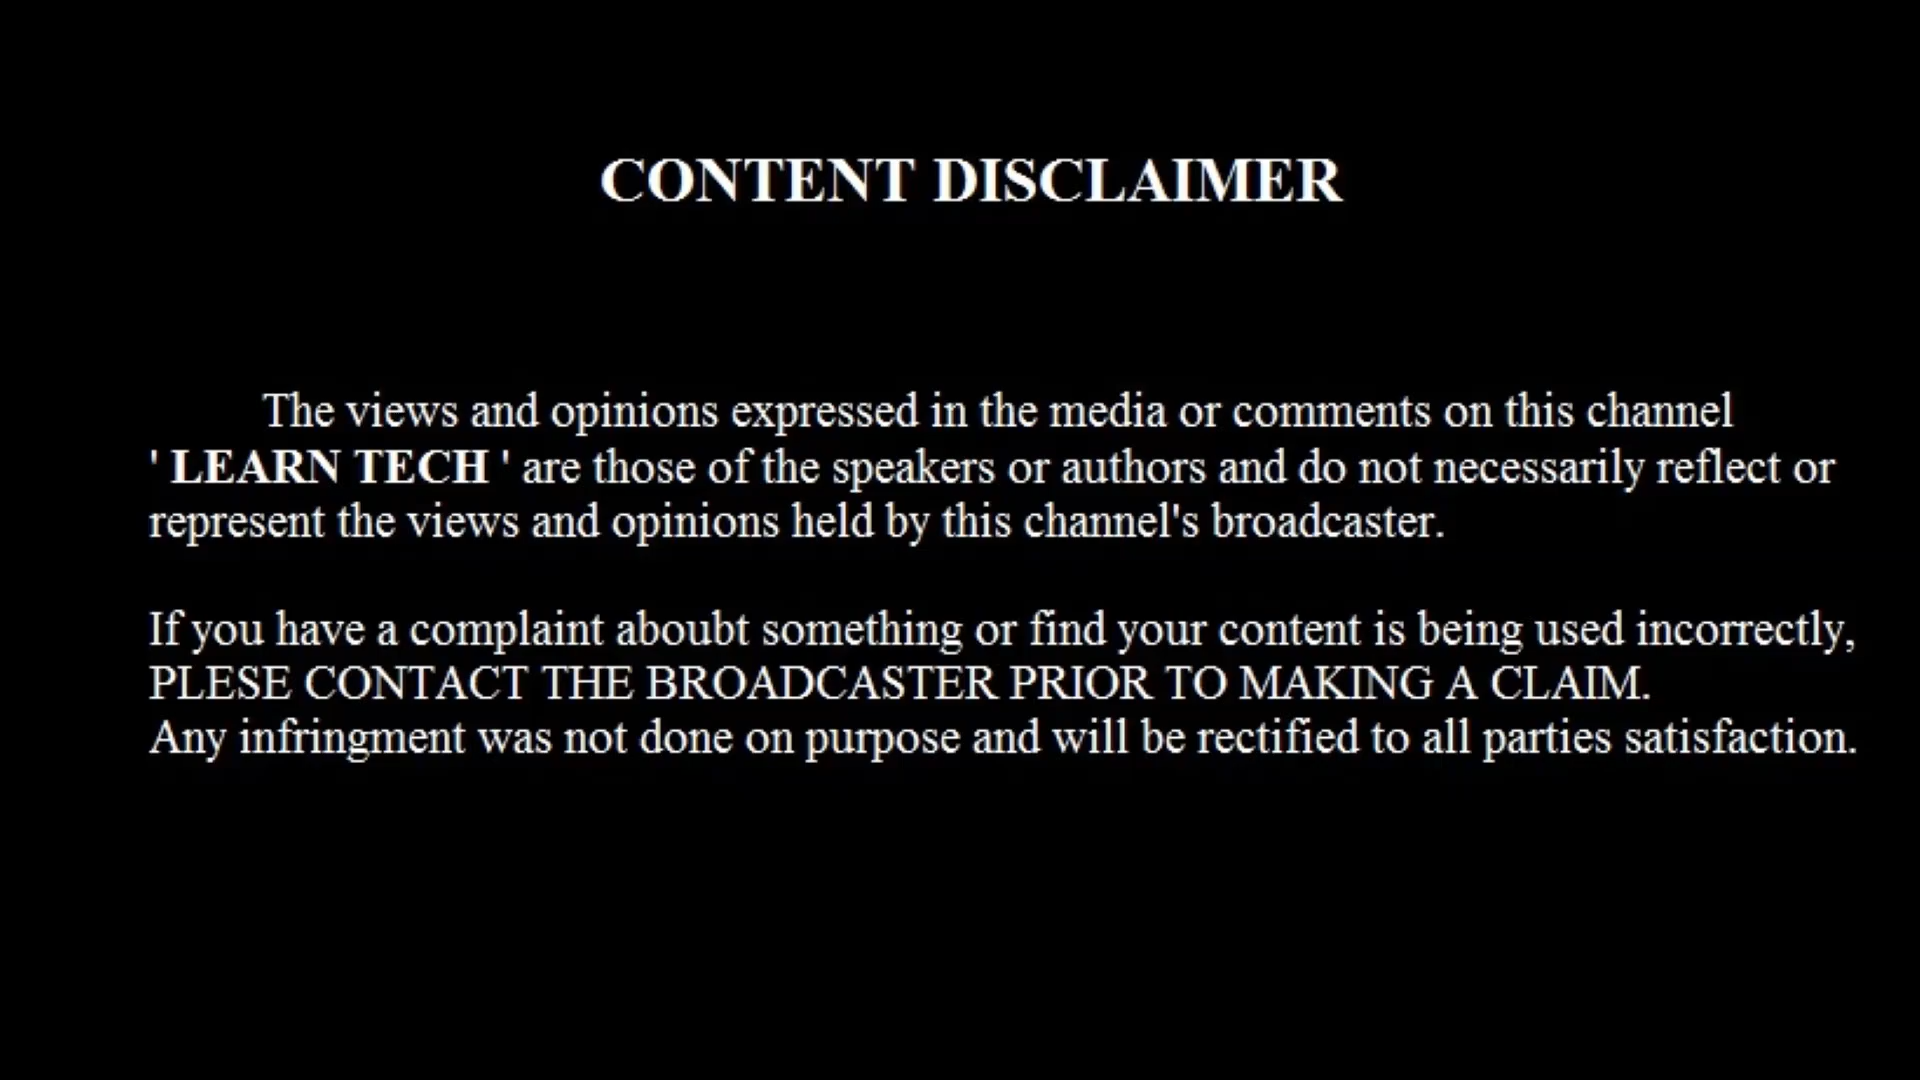 CONTENT DISCLAIMER
The views and opinions expressed in the media or comments on this channel
' LEARN TECH ' are those of the speakers or authors and do not necessarily reflect or
represent the views and opinions held by this channel's broadcaster.
If you have a complaint aboubt something or find your content is being used incorrectly,
PLESE CONTACT THE BROADCASTER PRIOR TO MAKING A CLAIM.
Any infringment was not done on purpose and will be rectified to all parties satisfaction.